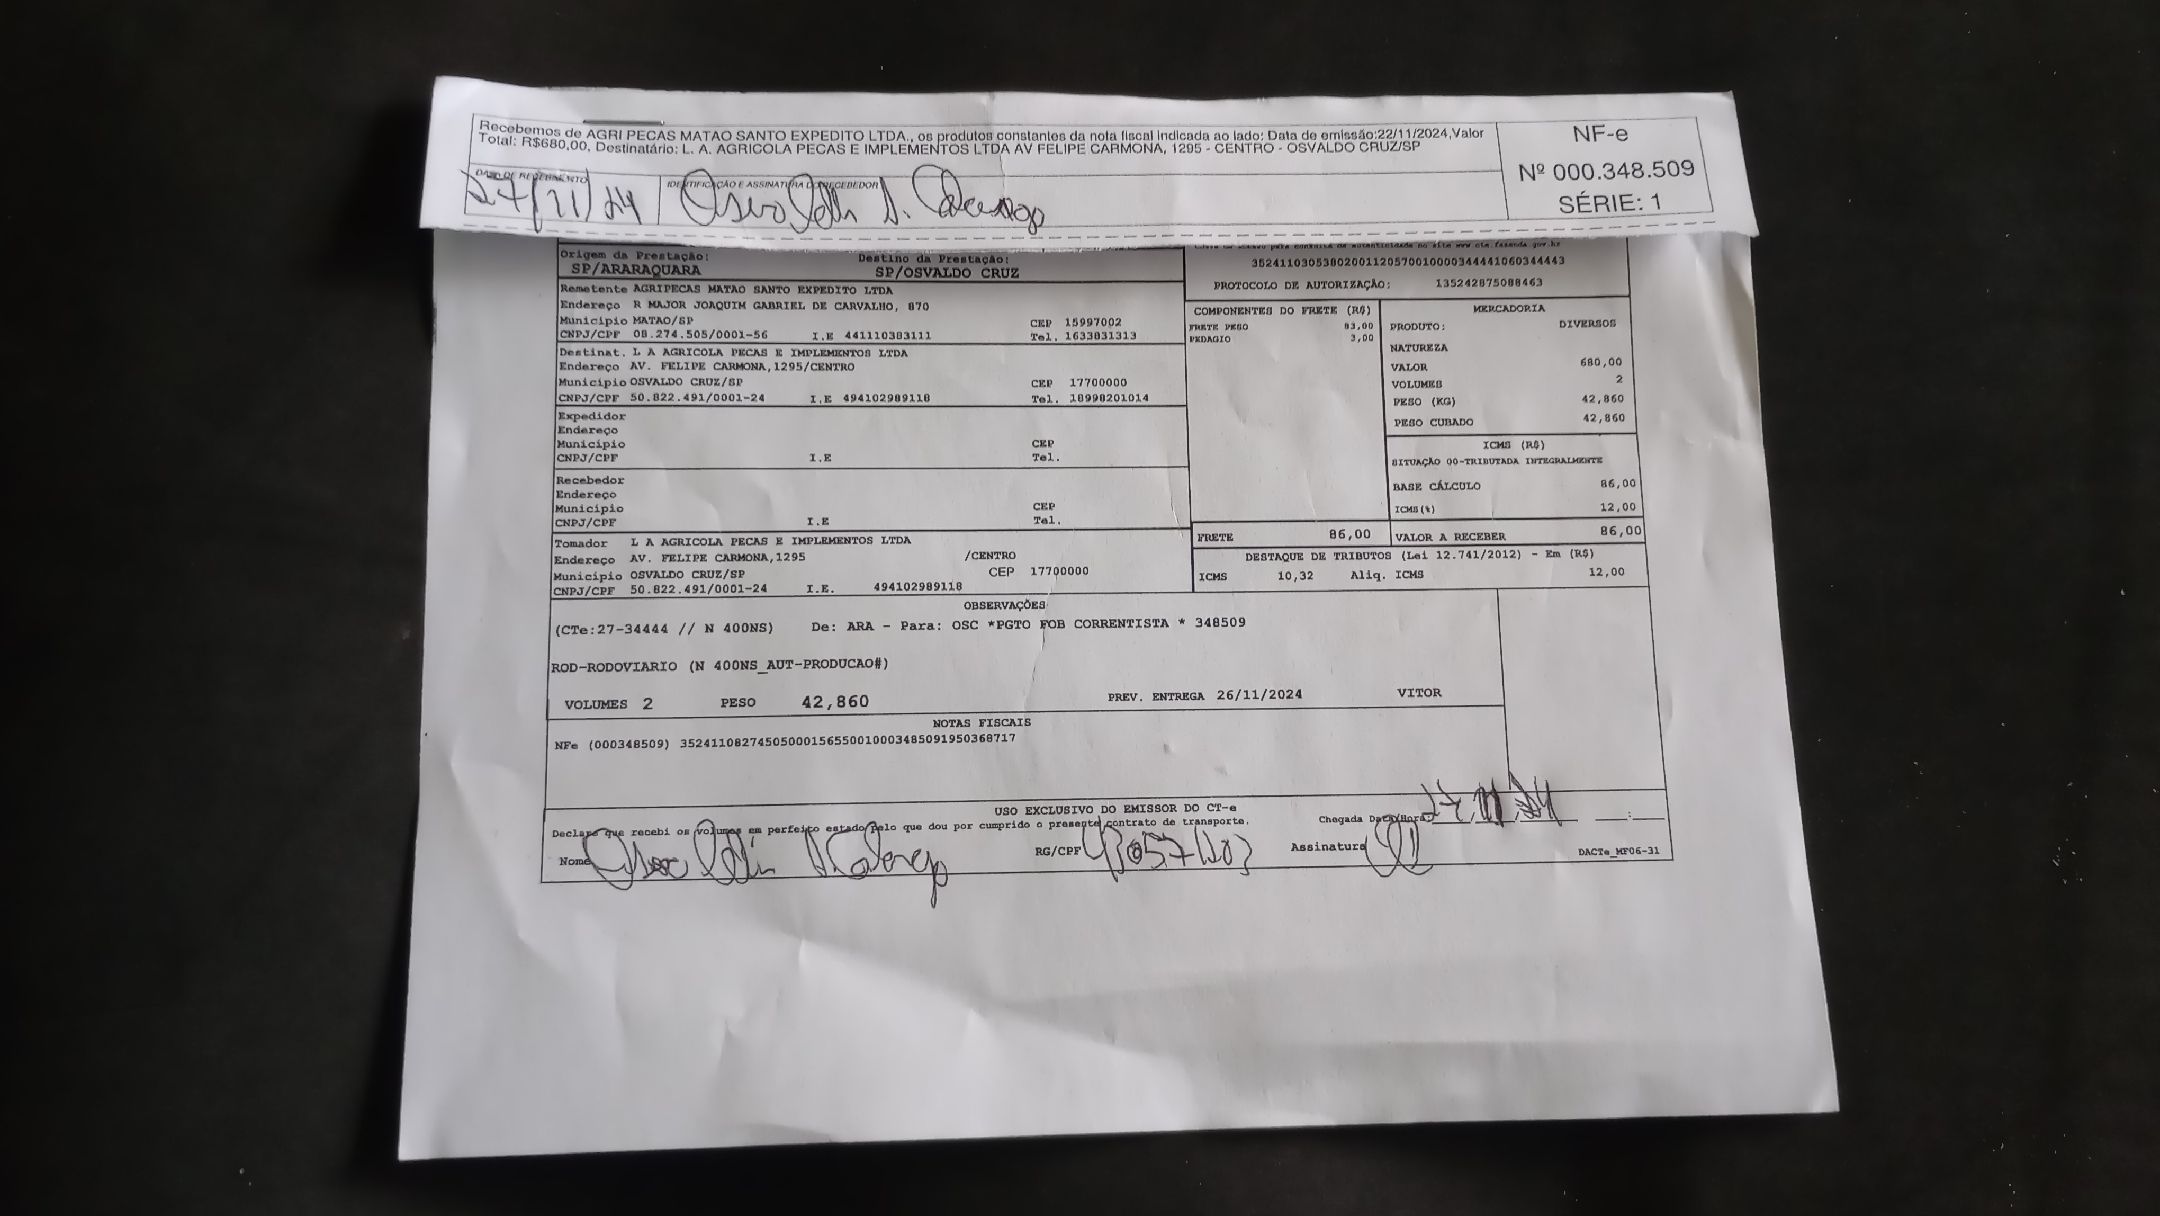 Recebemos de AGRI PECAS MATAO SANTO EXPEDITO LTDA., os produtos constantes da nota fiscal indicada ao lado; Data de emissão:22/11/2024,Valor
Total: R$680,00, Destinatário: L. A. AGRICOLA PECAS E IMPLEMENTOS LTDA AV FELIPE CARMONA, 1295 - CENTRO - OSVALDO CRUZ/SP
NF-e
Nº 000.348.509
SÉRIE: 1
DATA DE RECEBIMENTO
27/11/24
IDENTIFICAÇÃO E ASSINATURA DO RECEBEDOR
Origem da Prestação:
SP/ARARAQUARA
Destino da Prestação:
SP/OSVALDO CRUZ
35241103053802001120570010000344441060344443
PROTOCOLO DE AUTORIZAÇÃO: 135242875088463
Remetente AGRIPECAS MATAO SANTO EXPEDITO LTDA
Endereço R MAJOR JOAQUIM GABRIEL DE CARVALHO, 870
Município MATAO/SP CEP 15997002
CNPJ/CPF 08.274.505/0001-56 I.E 441110383111 Tel. 1633831313
Destinat. L A AGRICOLA PECAS E IMPLEMENTOS LTDA
Endereço AV. FELIPE CARMONA,1295/CENTRO
Município OSVALDO CRUZ/SP CEP 17700000
CNPJ/CPF 50.822.491/0001-24 I.E 494102989118 Tel. 18998201014
Expedidor
Endereço
Município CEP
CNPJ/CPF I.E Tel.
Recebedor
Endereço
Município CEP
CNPJ/CPF I.E Tel.
Tomador L A AGRICOLA PECAS E IMPLEMENTOS LTDA
Endereço AV. FELIPE CARMONA,1295 /CENTRO
Município OSVALDO CRUZ/SP CEP 17700000
CNPJ/CPF 50.822.491/0001-24 I.E. 494102989118
COMPONENTES DO FRETE (R$)
FRETE PESO 83,00
PEDAGIO 3,00
FRETE 86,00
MERCADORIA
PRODUTO: DIVERSOS
NATUREZA
VALOR 680,00
VOLUMES 2
PESO (KG) 42,860
PESO CUBADO 42,860
ICMS (R$)
SITUAÇÃO 00-TRIBUTADA INTEGRALMENTE
BASE CÁLCULO 86,00
ICMS(%) 12,00
VALOR A RECEBER 86,00
DESTAQUE DE TRIBUTOS (Lei 12.741/2012) - Em (R$)
ICMS 10,32 Aliq. ICMS 12,00
OBSERVAÇÕES
(CTe:27-34444 // N 400NS) De: ARA - Para: OSC *PGTO FOB CORRENTISTA * 348509
ROD-RODOVIARIO (N 400NS_AUT-PRODUCAO#)
VOLUMES 2 PESO 42,860 PREV. ENTREGA 26/11/2024 VITOR
NOTAS FISCAIS
NFe (000348509) 35241108274505000156550010003485091950368717
USO EXCLUSIVO DO EMISSOR DO CT-e
Declaro que recebi os volumes em perfeito estado pelo que dou por cumprido o presente contrato de transporte.
Chegada Data/Hora: 27 11 24 __:__
Nome
RG/CPF
Assinatura
DACTe_MF06-31